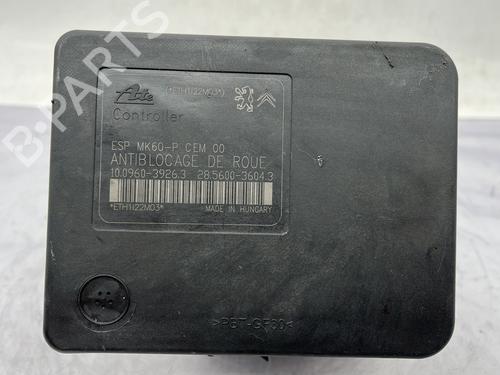 Ate
(*ETH1122M03*)
Controller
ESP MK60-P CEM 00
ANTIBLOCAGE DE ROUE
10.0960-3926.3 28.5600-3604.3
*ETH1122M03*
MADE IN HUNGARY
>PBT-GF30<
B-PARTS